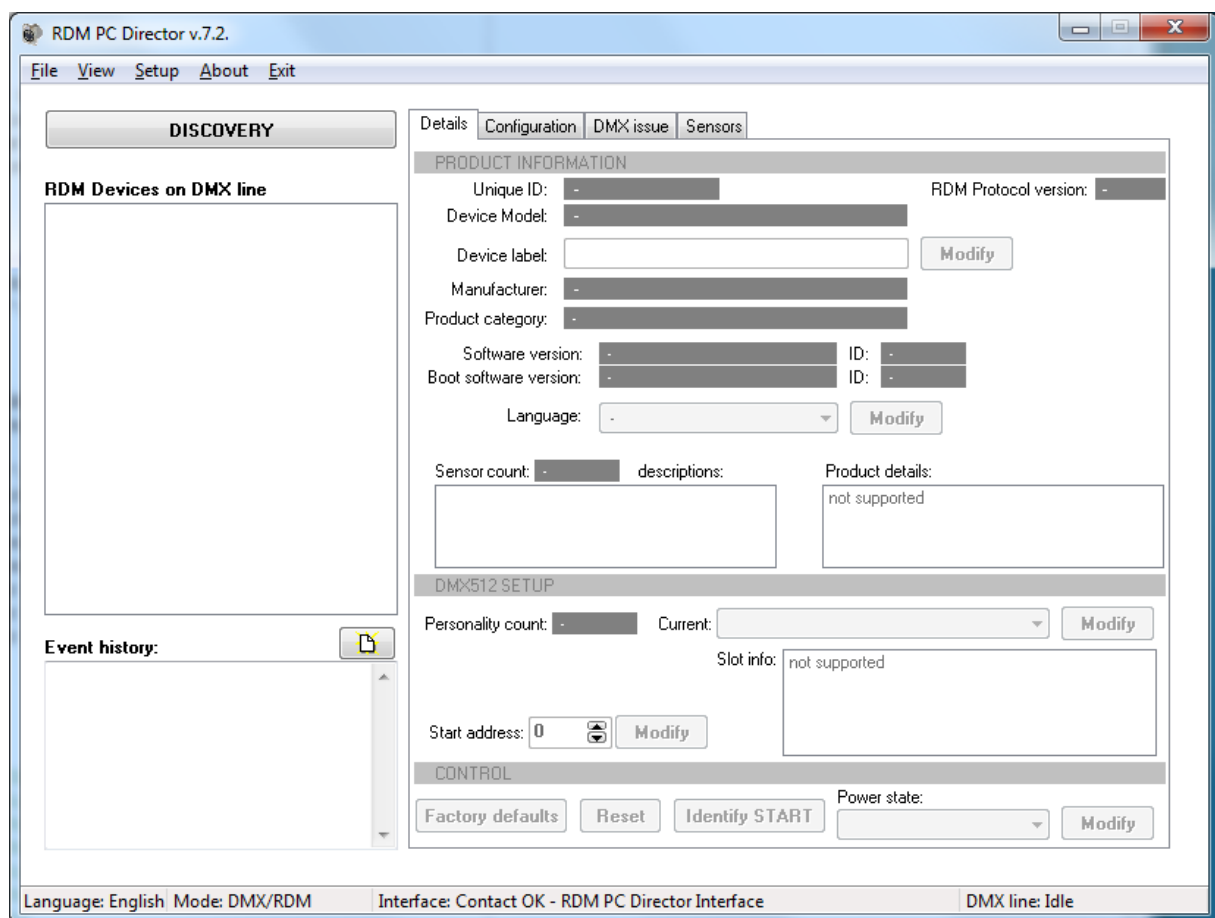 RDM PC Director v.7.2.
File View Setup About Exit
DISCOVERY
RDM Devices on DMX line
Event history:
Details Configuration DMX issue Sensors
PRODUCT INFORMATION
Unique ID: - RDM Protocol version: -
Device Model: -
Device label: Modify
Manufacturer: -
Product category: -
Software version: - ID: -
Boot software version: - ID: -
Language: - Modify
Sensor count: - descriptions: Product details:
not supported
DMX512 SETUP
Personality count: - Current: Modify
Slot info: not supported
Start address: 0 Modify
CONTROL
Power state:
Factory defaults Reset Identify START Modify
Language: English Mode: DMX/RDM Interface: Contact OK - RDM PC Director Interface DMX line: Idle